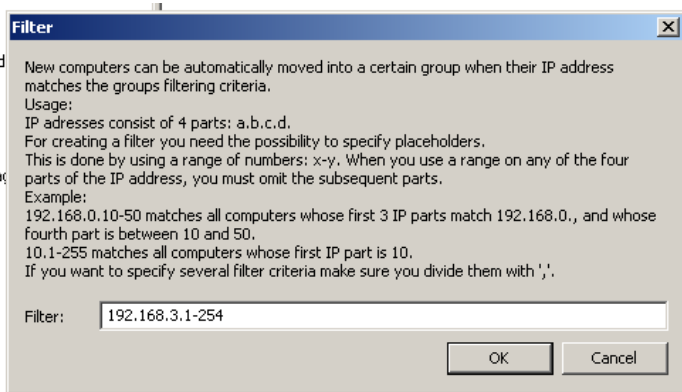 Filter
New computers can be automatically moved into a certain group when their IP address
matches the groups filtering criteria.
Usage:
IP adresses consist of 4 parts: a.b.c.d.
For creating a filter you need the possibility to specify placeholders.
This is done by using a range of numbers: x-y. When you use a range on any of the four
parts of the IP address, you must omit the subsequent parts.
Example:
192.168.0.10-50 matches all computers whose first 3 IP parts match 192.168.0., and whose
fourth part is between 10 and 50.
10.1-255 matches all computers whose first IP part is 10.
If you want to specify several filter criteria make sure you divide them with ','.
Filter: 192.168.3.1-254
OK Cancel